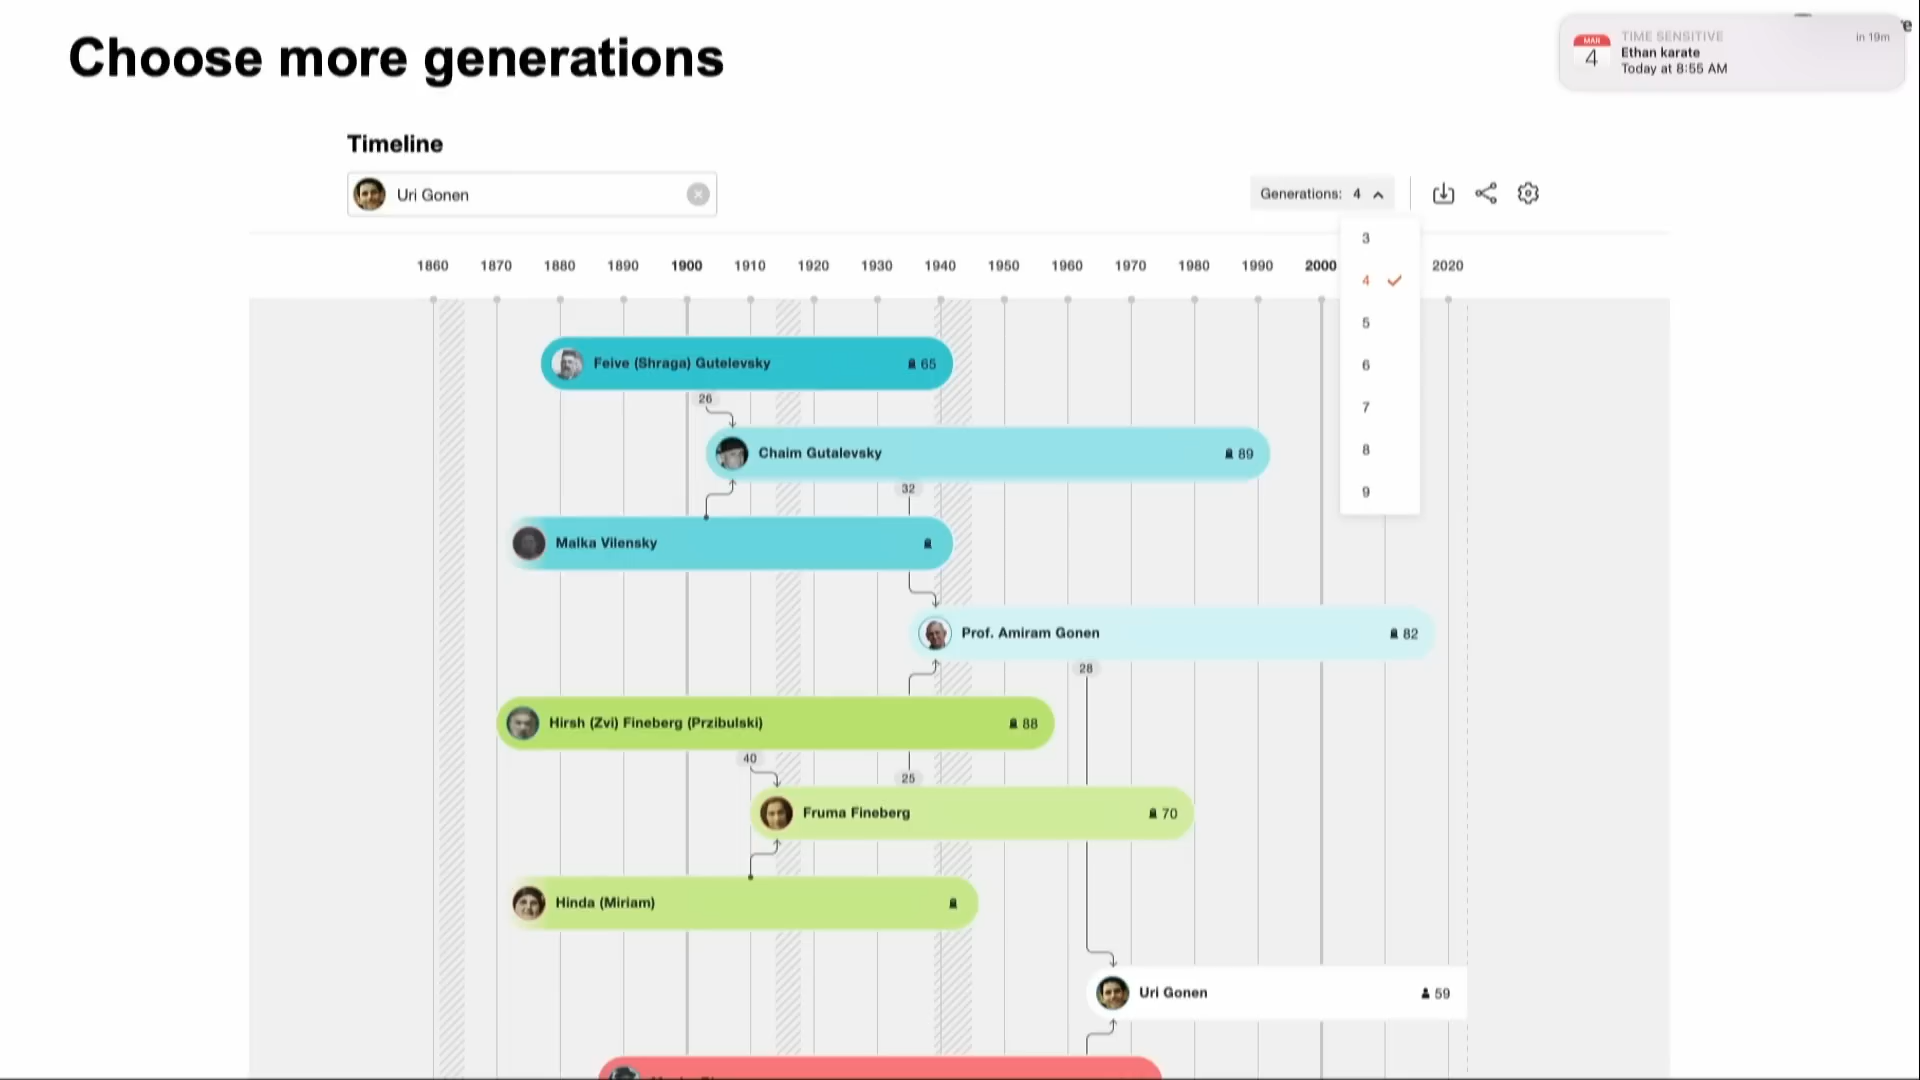 Choose more generations
TIME SENSITIVE
in 19m
MAR
4
Ethan karate
Today at 8:55 AM
Timeline
Uri Gonen
Generations: 4
3
4
5
6
7
8
9
1860 1870 1880 1890 1900 1910 1920 1930 1940 1950 1960 1970 1980 1990 2000 2020
Feive (Shraga) Gutelevsky 65
26
Chaim Gutalevsky 89
32
Malka Vilensky
Prof. Amiram Gonen 82
28
Hirsh (Zvi) Fineberg (Przibulski) 88
40
25
Fruma Fineberg 70
Hinda (Miriam)
Uri Gonen 59